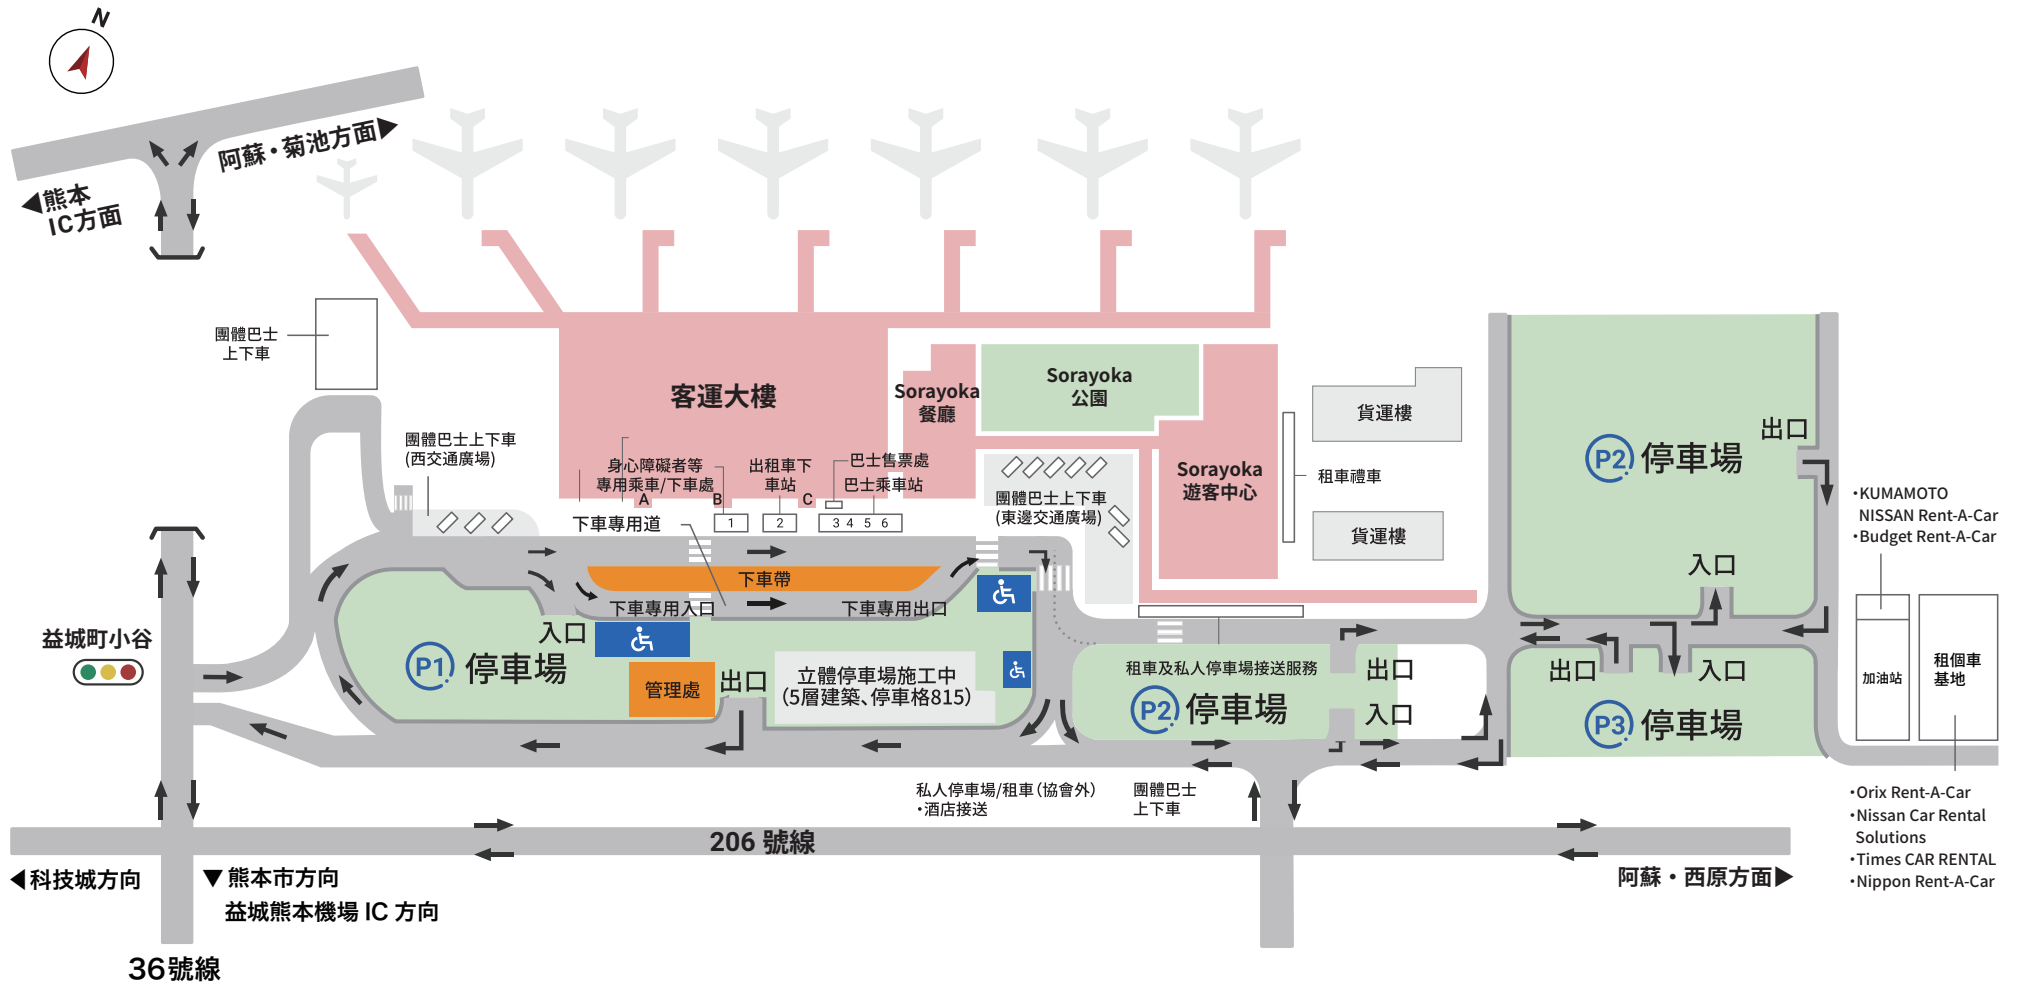 N
阿蘇・菊池方面▶
◀熊本
IC方面
團體巴士
上下車
團體巴士上下車
(西交通廣場)
客運大樓
Sorayoka
餐廳
Sorayoka
公園
Sorayoka
遊客中心
貨運樓
租車禮車
貨運樓
身心障礙者等
專用乘車/下車處
出租車下
車站
巴士售票處
巴士乘車站
A
B
C
1
2
3 4 5 6
團體巴士上下車
(東邊交通廣場)
下車專用道
下車帶
下車專用入口
下車專用出口
入口
P1 停車場
管理處
出口
立體停車場施工中
(5層建築、停車格815)
租車及私人停車場接送服務
P2 停車場
出口
入口
P2 停車場
出口
入口
出口
入口
P3 停車場
・KUMAMOTO
NISSAN Rent-A-Car
・Budget Rent-A-Car
加油站
租個車
基地
・Orix Rent-A-Car
・Nissan Car Rental
Solutions
・Times CAR RENTAL
・Nippon Rent-A-Car
益城町小谷
私人停車場/租車(協會外)
・酒店接送
團體巴士
上下車
206 號線
◀科技城方向
▼熊本市方向
益城熊本機場 IC 方向
阿蘇・西原方面▶
36號線